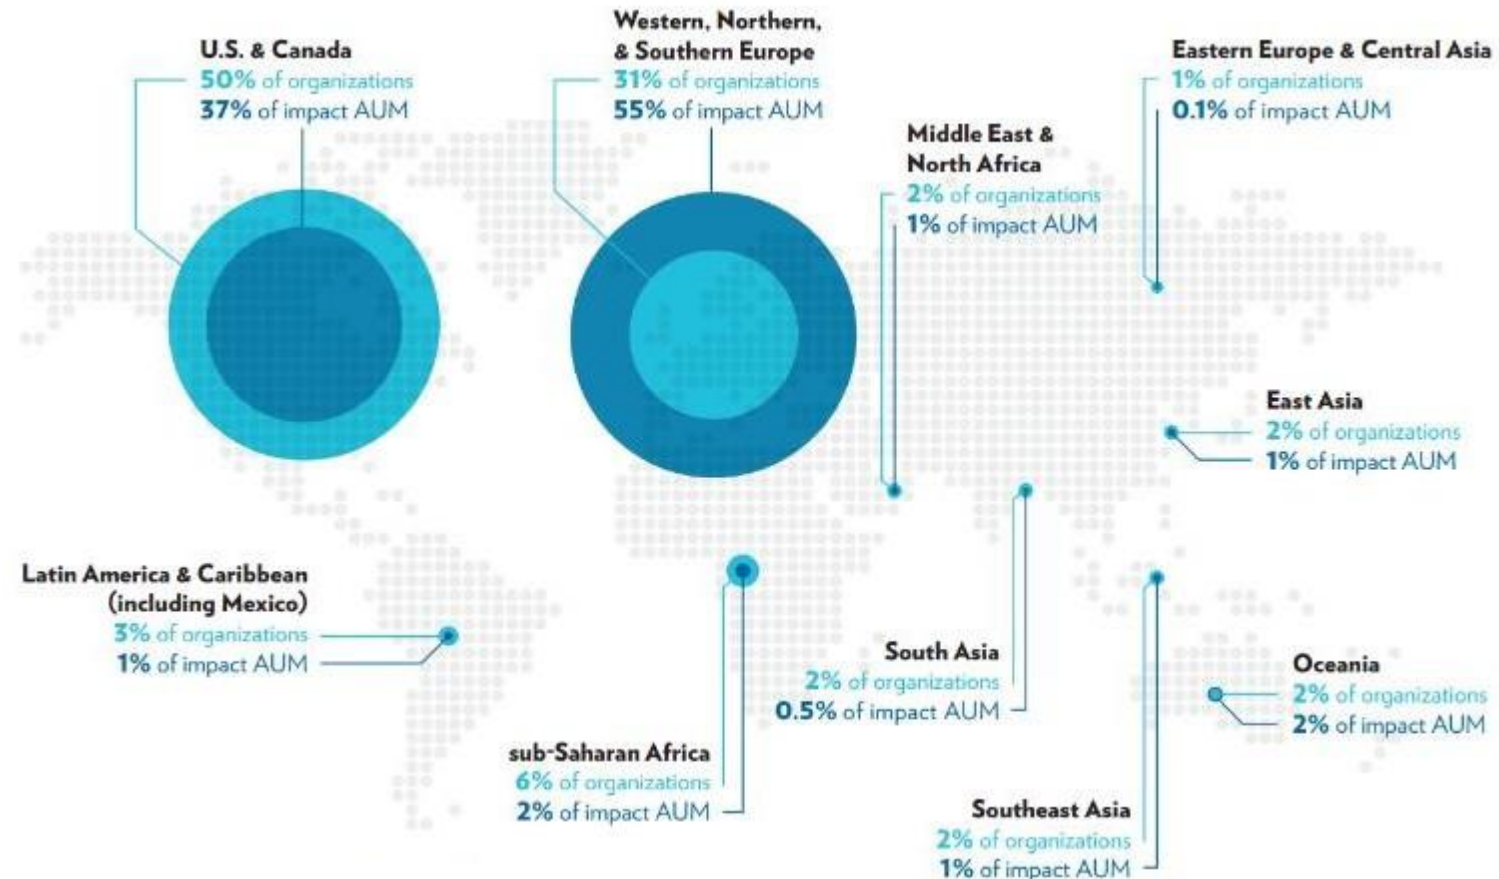 U.S. & Canada
50% of organizations
37% of impact AUM
Western, Northern,
& Southern Europe
31% of organizations
55% of impact AUM
Eastern Europe & Central Asia
1% of organizations
0.1% of impact AUM
Middle East &
North Africa
2% of organizations
1% of impact AUM
East Asia
2% of organizations
1% of impact AUM
Latin America & Caribbean
(including Mexico)
3% of organizations
1% of impact AUM
South Asia
2% of organizations
0.5% of impact AUM
Oceania
2% of organizations
2% of impact AUM
sub-Saharan Africa
6% of organizations
2% of impact AUM
Southeast Asia
2% of organizations
1% of impact AUM